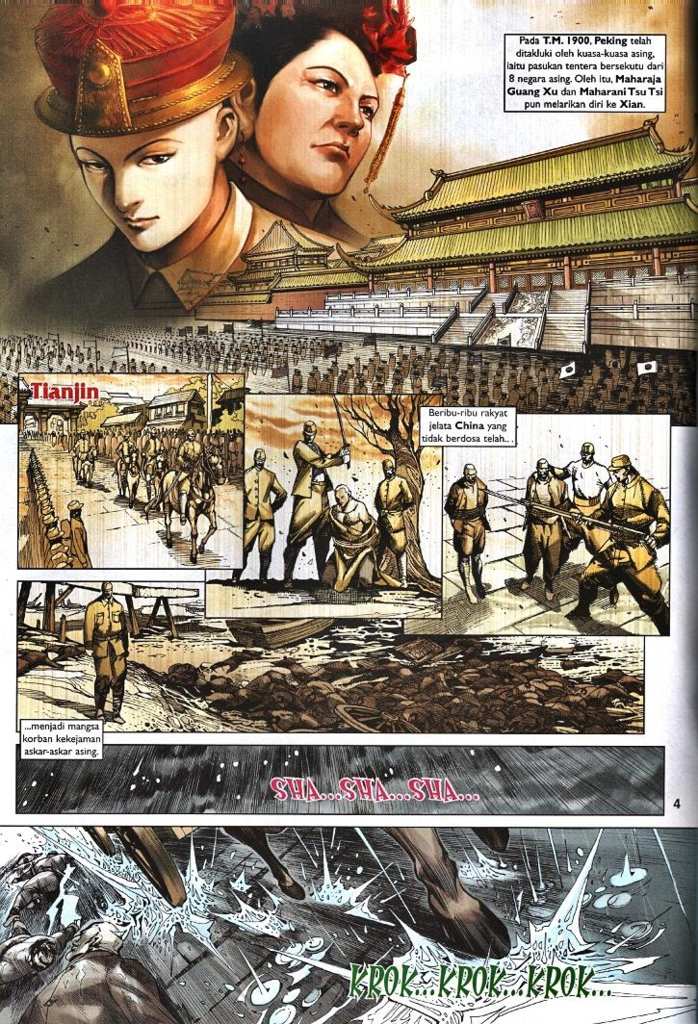 Pada T.M. 1900, Peking telah
ditakluki oleh kuasa-kuasa asing,
iaitu pasukan tentera bersekutu dari
8 negara asing. Oleh itu, Maharaja
Guang Xu dan Maharani Tsu Tsi
pun melarikan diri ke Xian.
Tianjin
Beribu-ribu rakyat
jelata China yang
tidak berdosa telah...
...menjadi mangsa
korban kekejaman
askar-askar asing.
SHA...SHA...SHA...
4
KROK...KROK...KROK...